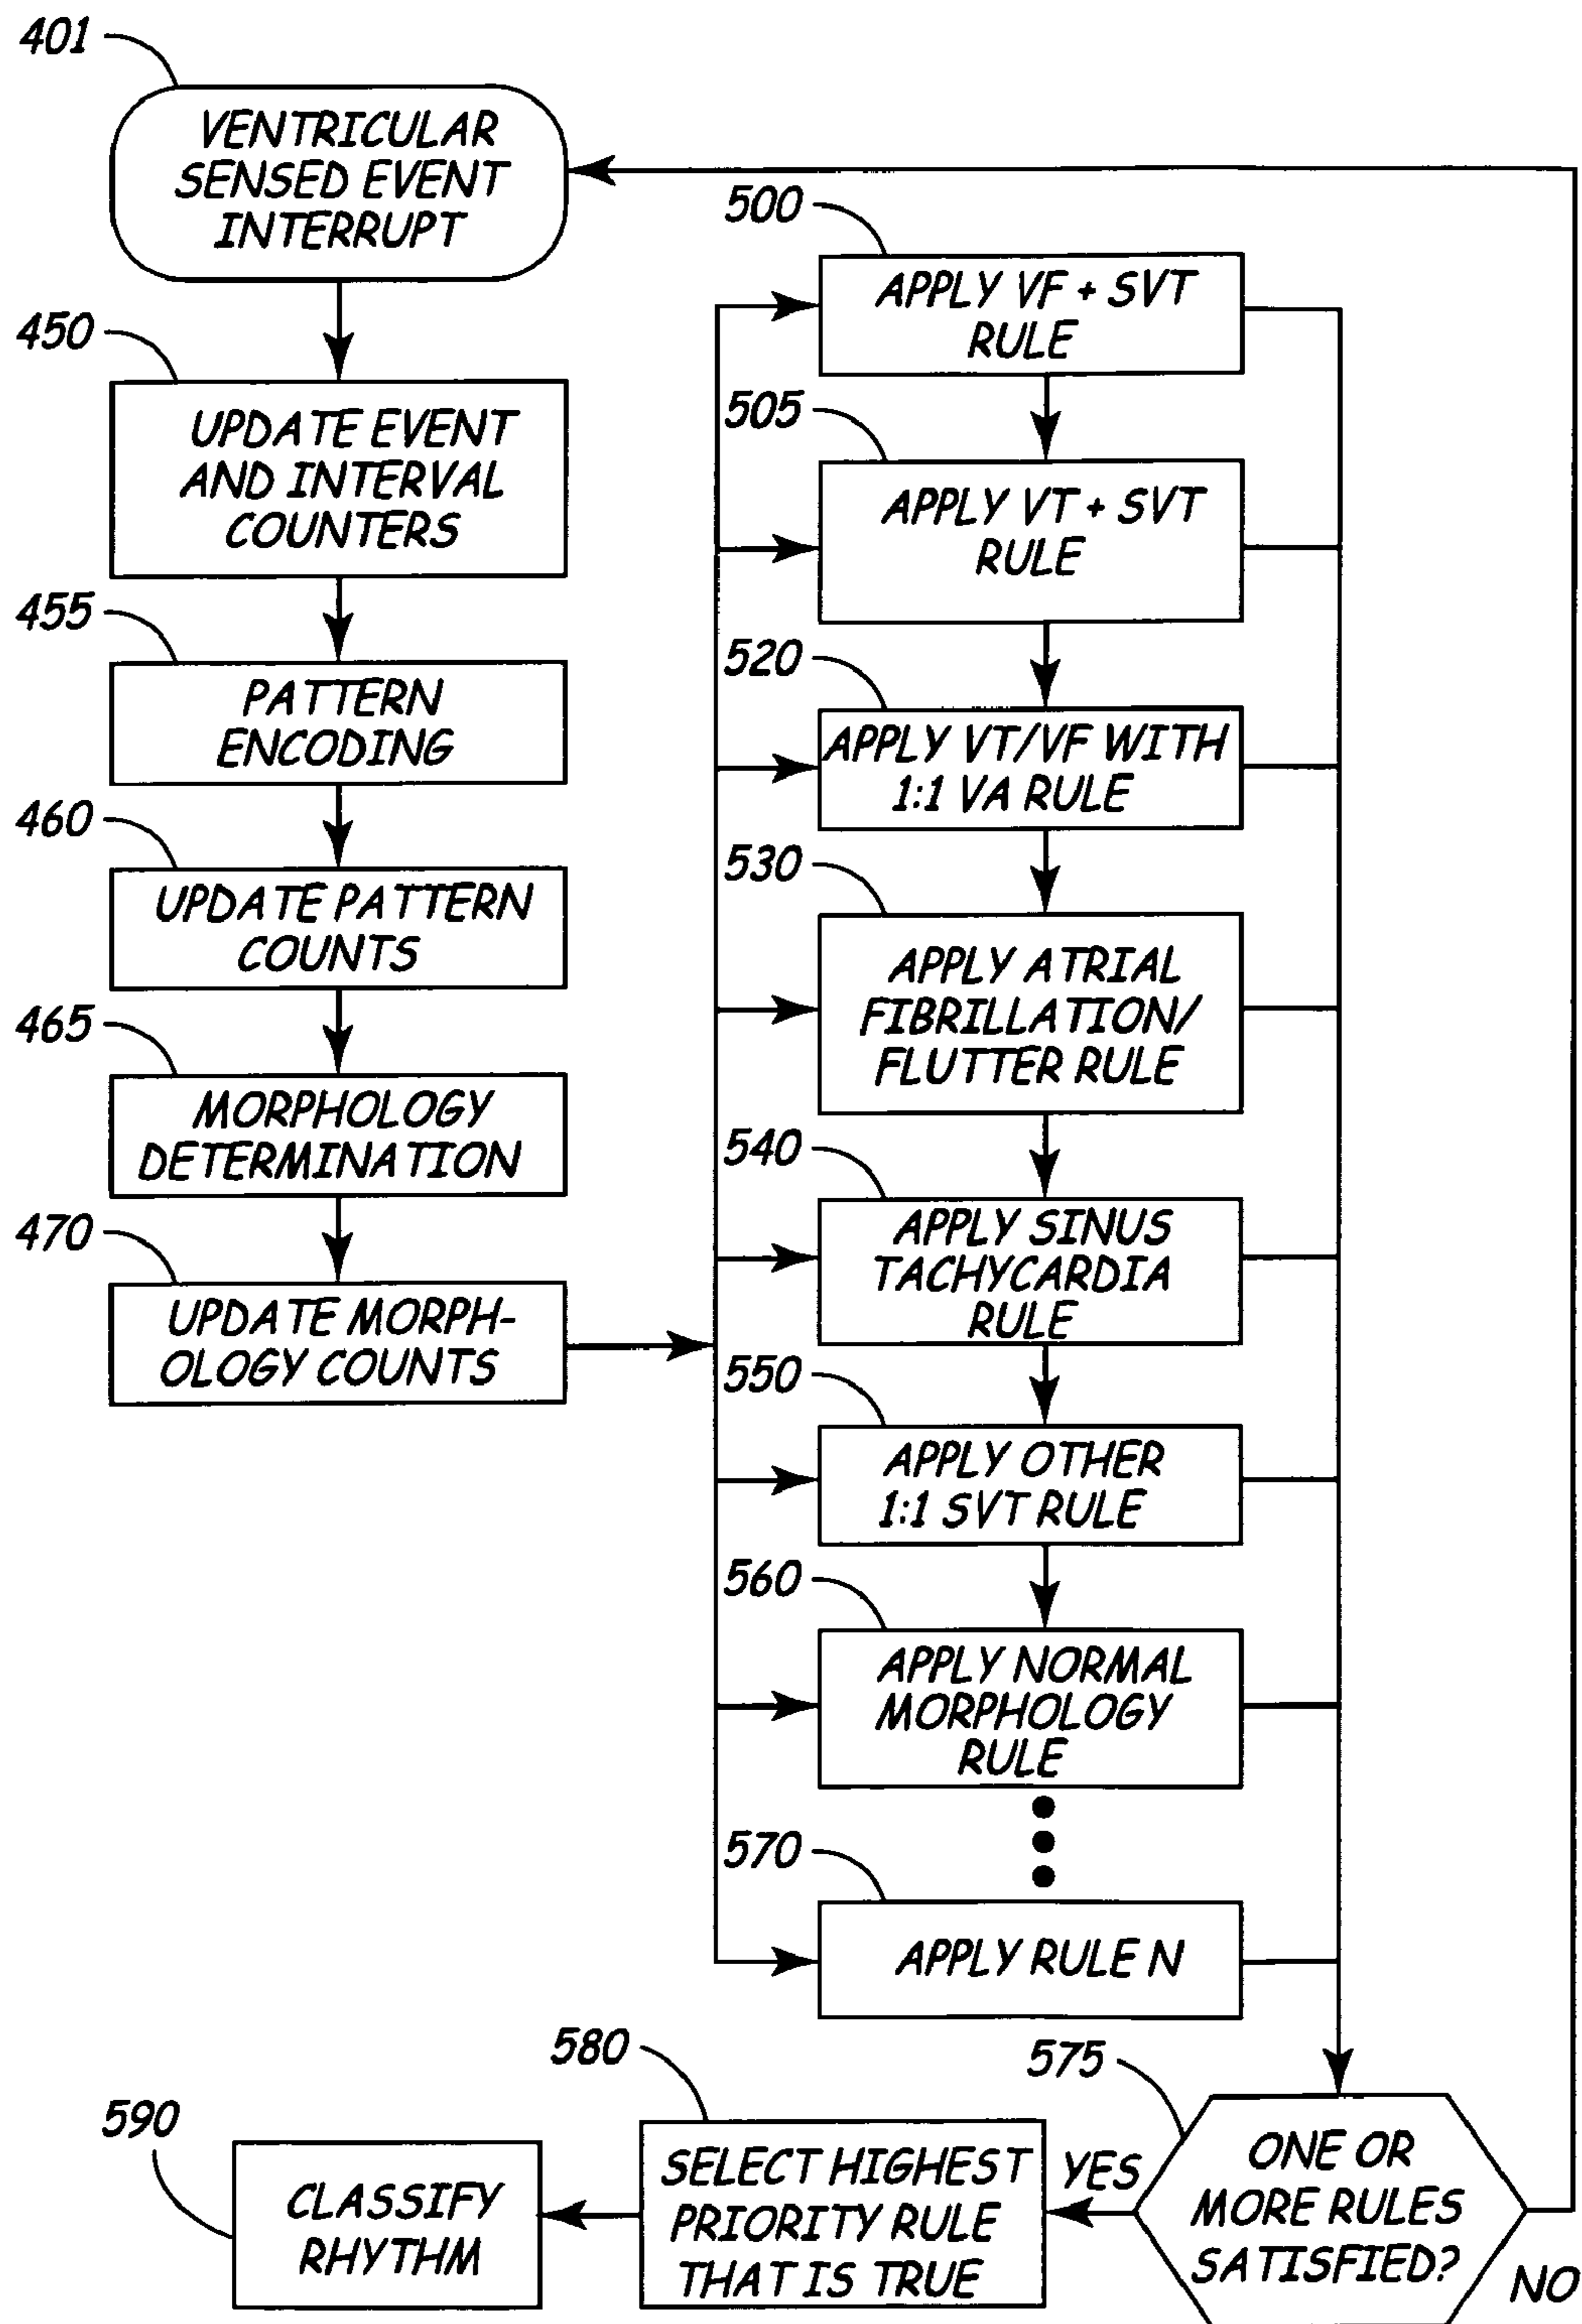 401
VENTRICULAR
SENSED EVENT
INTERRUPT
450
UPDATE EVENT
AND INTERVAL
COUNTERS
455
PATTERN
ENCODING
460
UPDATE PATTERN
COUNTS
465
MORPHOLOGY
DETERMINATION
470
UPDATE MORPH-
OLOGY COUNTS
500
APPLY VF + SVT
RULE
505
APPLY VT + SVT
RULE
520
APPLY VT/VF WITH
1:1 VA RULE
530
APPLY ATRIAL
FIBRILLATION/
FLUTTER RULE
540
APPLY SINUS
TACHYCARDIA
RULE
550
APPLY OTHER
1:1 SVT RULE
560
APPLY NORMAL
MORPHOLOGY
RULE
570
APPLY RULE N
575
ONE OR
MORE RULES
SATISFIED?
NO
YES
580
SELECT HIGHEST
PRIORITY RULE
THAT IS TRUE
590
CLASSIFY
RHYTHM